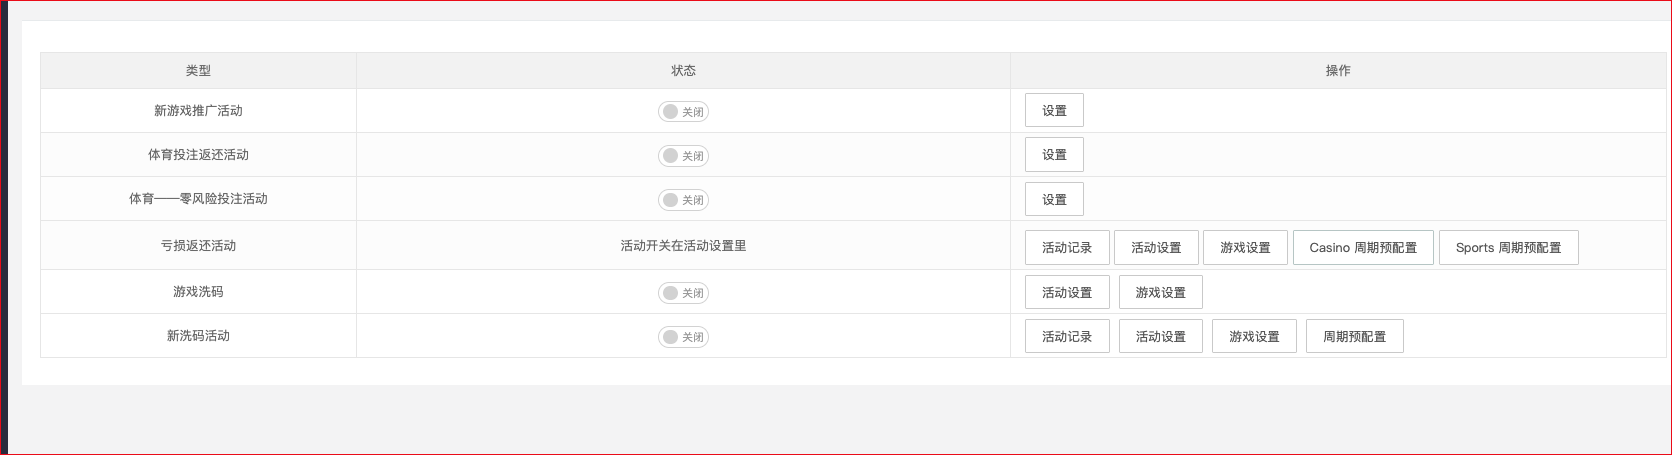 类型 状态 操作
新游戏推广活动 关闭 设置
体育投注返还活动 关闭 设置
体育——零风险投注活动 关闭 设置
亏损返还活动 活动开关在活动设置里 活动记录 活动设置 游戏设置 Casino 周期预配置 Sports 周期预配置
游戏洗码 关闭 活动设置 游戏设置
新洗码活动 关闭 活动记录 活动设置 游戏设置 周期预配置